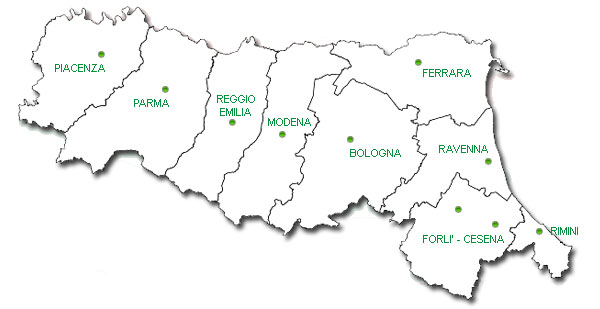 PIACENZA
FERRARA
PARMA
REGGIO
EMILIA
MODENA
BOLOGNA
RAVENNA
FORLI' - CESENA
RIMINI